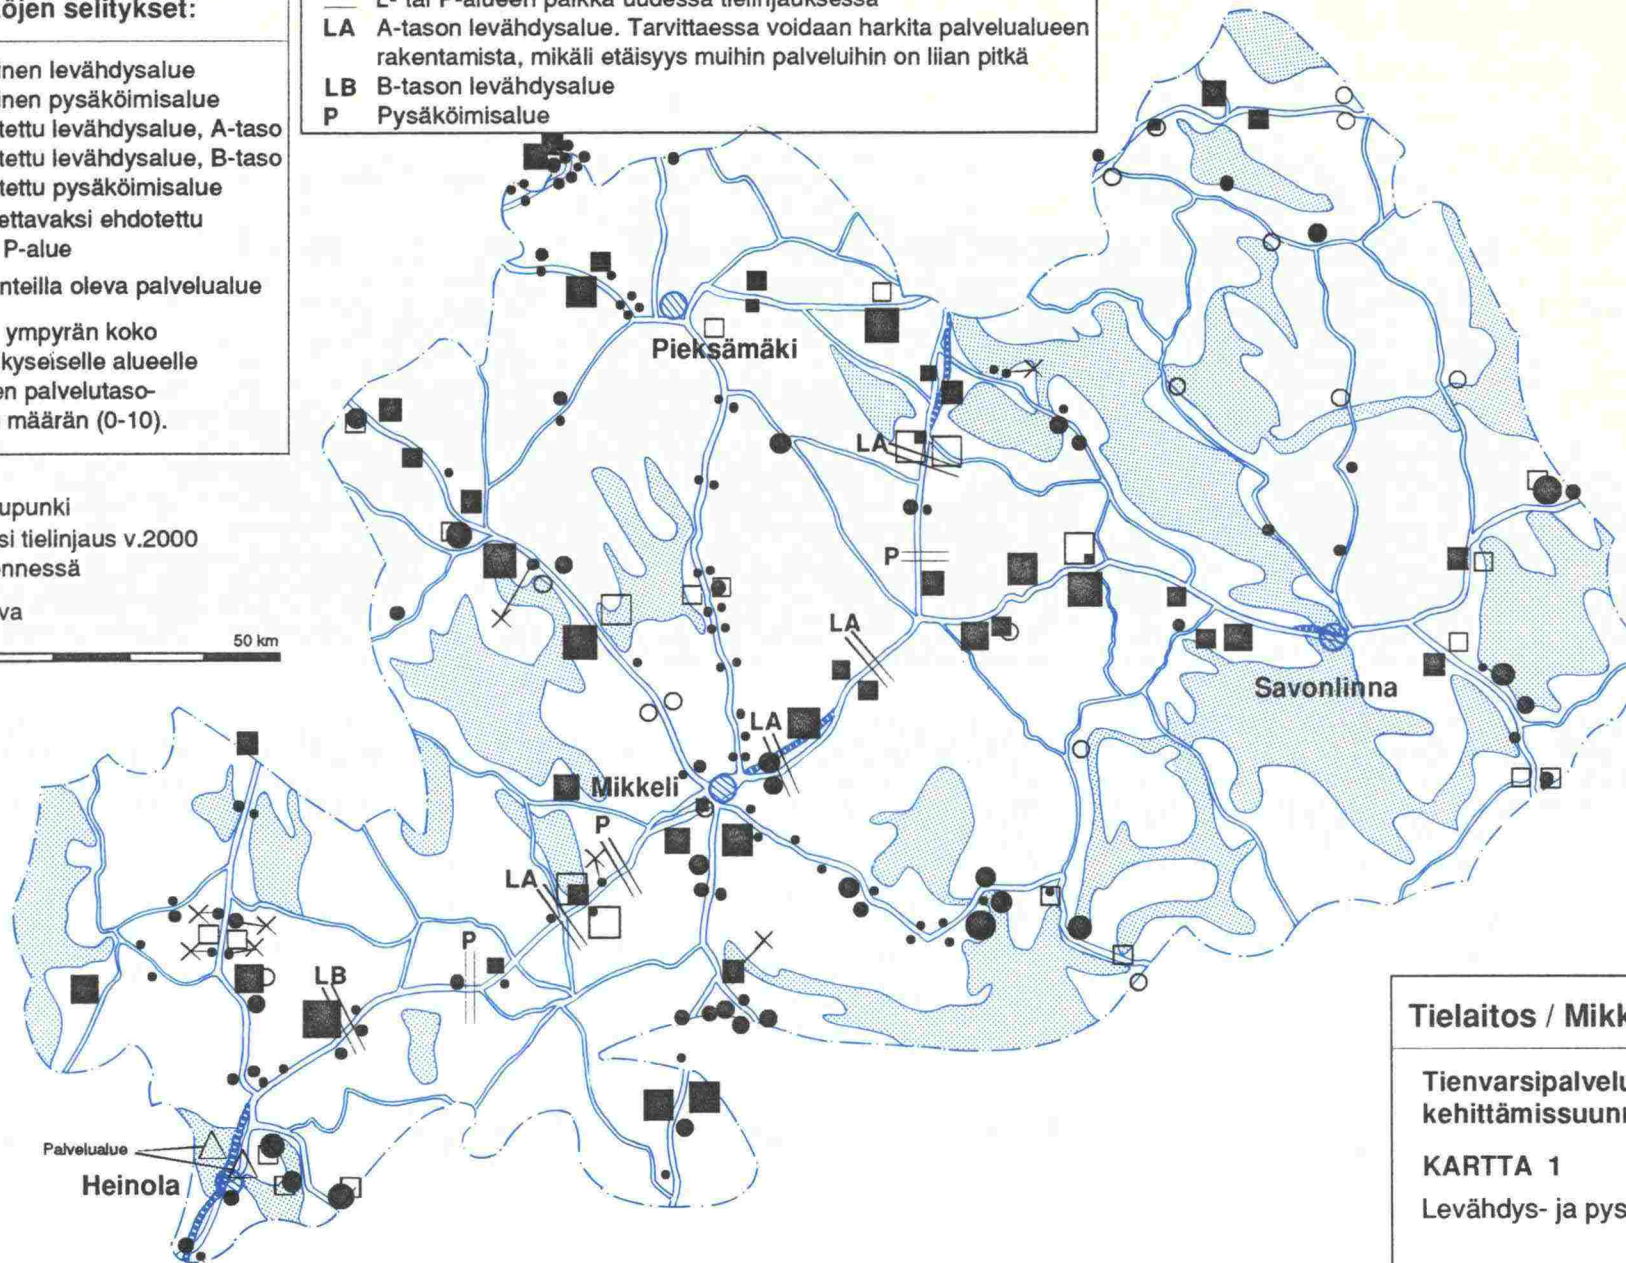 öjen selitykset:
inen levähdysalue
inen pysäköimisalue
tettu levähdysalue, A-taso
tettu levähdysalue, B-taso
tettu pysäköimisalue
ettavaksi ehdotettu
P-alue
nteilla oleva palvelualue
ympyrän koko
kyseiselle alueelle
en palvelutaso-
määrän (0-10).
upunki
si tielinjaus v.2000
ennessä
va
50 km
L- tai P-alueen paikka uudessa tielinjauksessa
LA A-tason levähdysalue. Tarvittaessa voidaan harkita palvelualueen
rakentamista, mikäli etäisyys muihin palveluihin on liian pitkä
LB B-tason levähdysalue
P Pysäköimisalue
Pieksämäki
LA
P
LA
Savonlinna
LA
Mikkeli
P
LA
P
LB
Palvelualue
Heinola
Tielaitos / Mikk
Tienvarsipalvelu
kehittämissuunn
KARTTA 1
Levähdys- ja pys